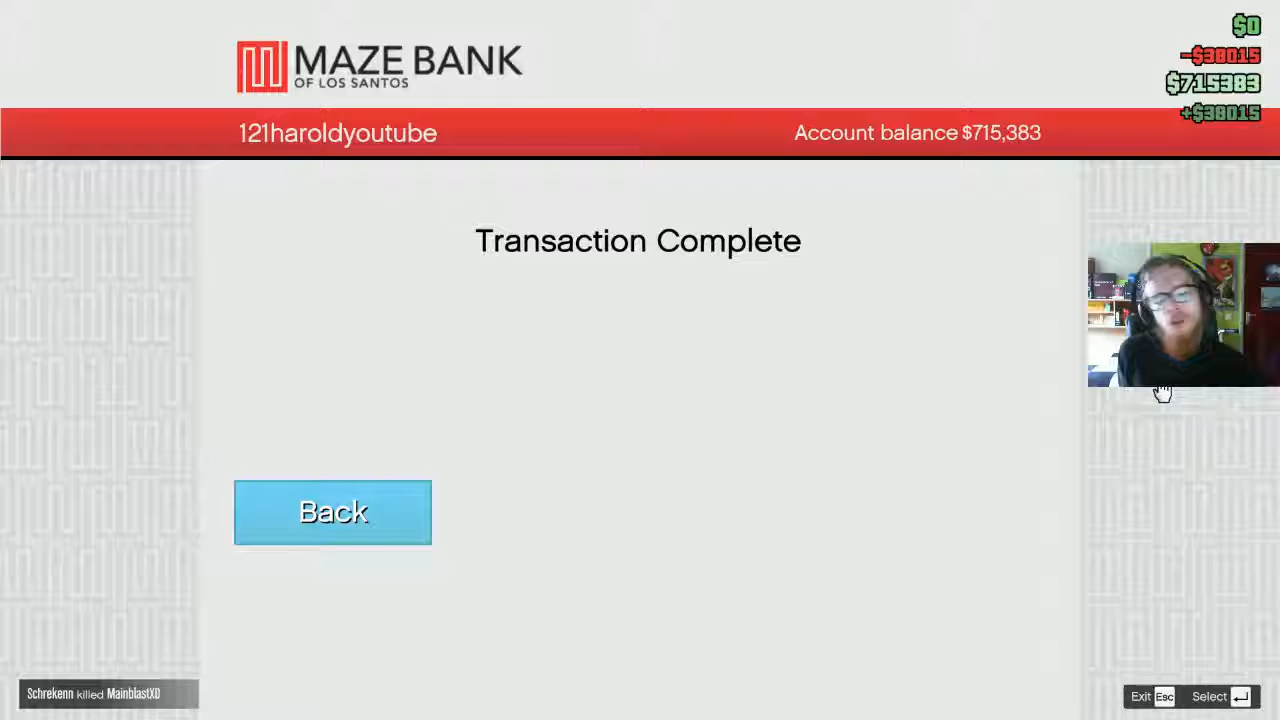 MAZE BANK
OF LOS SANTOS
$0
-$38015
$715383
+$38015
121haroldyoutube
Account balance $715,383
Transaction Complete
Back
Schrekenn killed MainblastXD
Exit Esc
Select